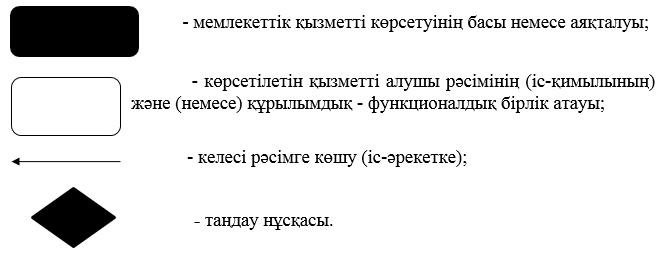 - мемлекеттік қызметті көрсетуінің басы немесе аяқталуы;
- көрсетілетін қызметті алушы рәсімінің (іс-қимылының)
және (немесе) құрылымдық - функционалдық бірлік атауы;
- келесі рәсімге көшу (іс-әрекетке);
- тандау нұсқасы.